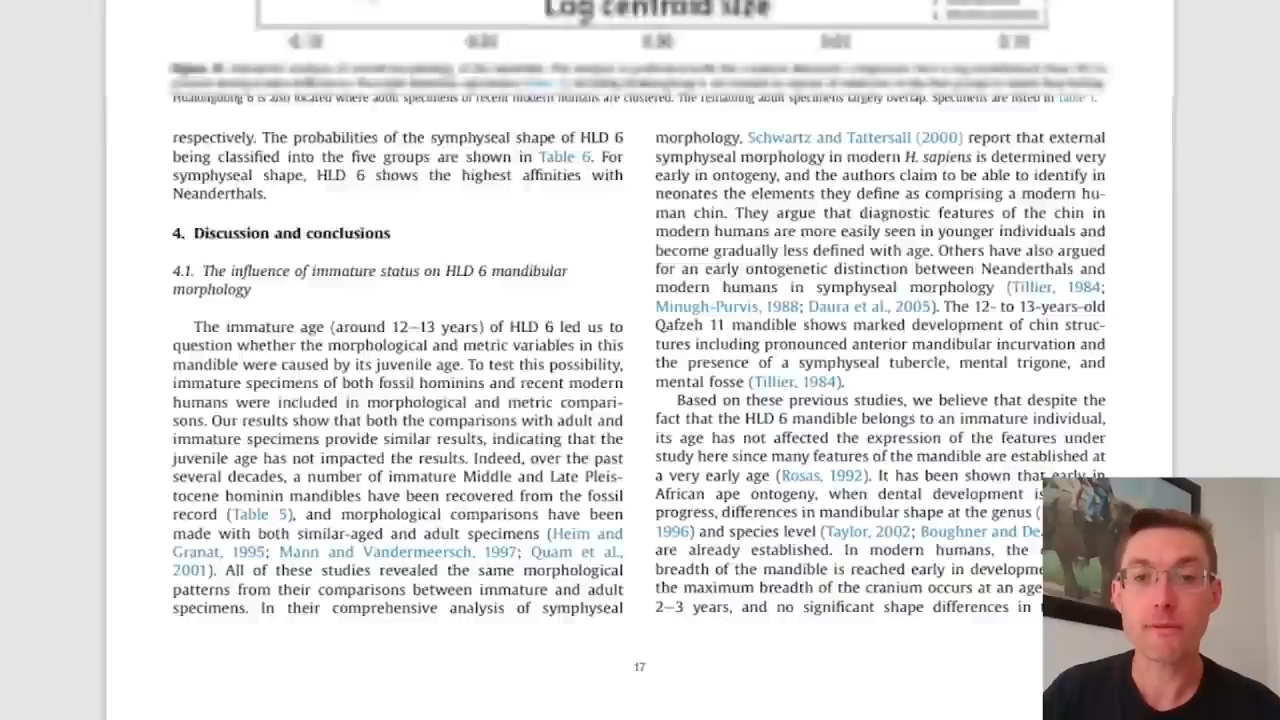 Log centroid size
Hualongdong 6 is also located where adult specimens of recent modern humans are clustered. The remaining adult specimens largely overlap. Specimens are listed in Table 1.
respectively. The probabilities of the symphyseal shape of HLD 6
being classified into the five groups are shown in Table 6. For
symphyseal shape, HLD 6 shows the highest affinities with
Neanderthals.
4. Discussion and conclusions
4.1. The influence of immature status on HLD 6 mandibular
morphology
The immature age (around 12–13 years) of HLD 6 led us to
question whether the morphological and metric variables in this
mandible were caused by its juvenile age. To test this possibility,
immature specimens of both fossil hominins and recent modern
humans were included in morphological and metric compari-
sons. Our results show that both the comparisons with adult and
immature specimens provide similar results, indicating that the
juvenile age has not impacted the results. Indeed, over the past
several decades, a number of immature Middle and Late Pleis-
tocene hominin mandibles have been recovered from the fossil
record (Table 5), and morphological comparisons have been
made with both similar-aged and adult specimens (Heim and
Granat, 1995; Mann and Vandermeersch, 1997; Quam et al.,
2001). All of these studies revealed the same morphological
patterns from their comparisons between immature and adult
specimens. In their comprehensive analysis of symphyseal
morphology, Schwartz and Tattersall (2000) report that external
symphyseal morphology in modern H. sapiens is determined very
early in ontogeny, and the authors claim to be able to identify in
neonates the elements they define as comprising a modern hu-
man chin. They argue that diagnostic features of the chin in
modern humans are more easily seen in younger individuals and
become gradually less defined with age. Others have also argued
for an early ontogenetic distinction between Neanderthals and
modern humans in symphyseal morphology (Tillier, 1984;
Minugh-Purvis, 1988; Daura et al., 2005). The 12- to 13-years-old
Qafzeh 11 mandible shows marked development of chin struc-
tures including pronounced anterior mandibular incurvation and
the presence of a symphyseal tubercle, mental trigone, and
mental fosse (Tillier, 1984).
Based on these previous studies, we believe that despite the
fact that the HLD 6 mandible belongs to an immature individual,
its age has not affected the expression of the features under
study here since many features of the mandible are established at
a very early age (Rosas, 1992). It has been shown that early in
African ape ontogeny, when dental development is
progress, differences in mandibular shape at the genus (
1996) and species level (Taylor, 2002; Boughner and De
are already established. In modern humans, the
breadth of the mandible is reached early in developme
the maximum breadth of the cranium occurs at an age
2–3 years, and no significant shape differences in
17